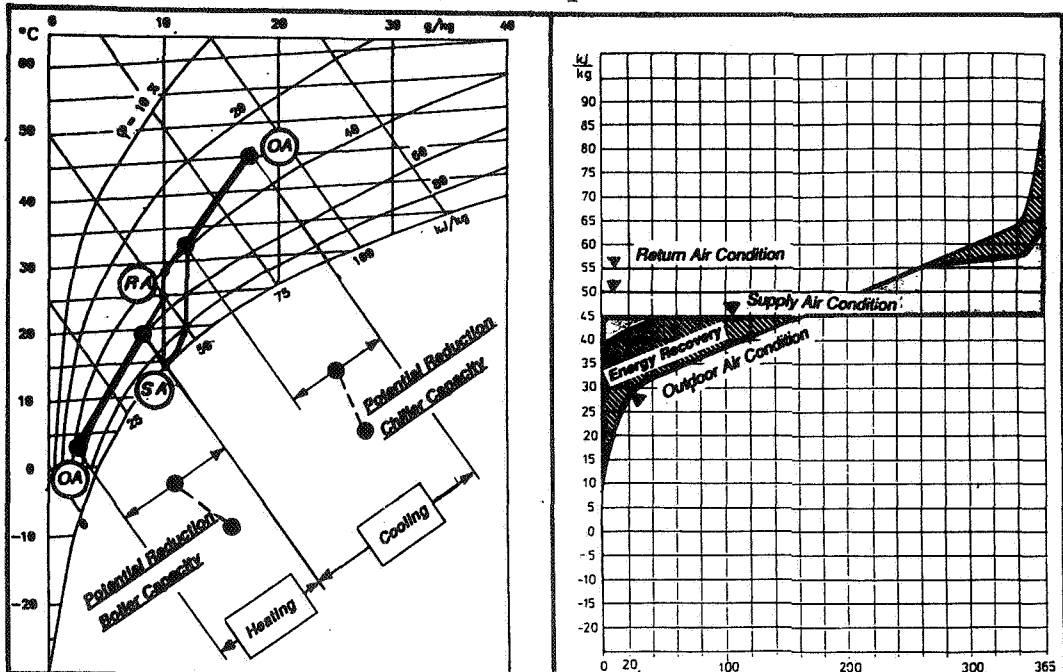 0 10 20 g/kg 40
°C
60
50
40
30
20
10
0
-10
-20
φ = 10 %
20
40
60
80
kJ/kg
100
75
50
25
0
OA
RA
SA
OA
Potential Reduction
Chiller Capacity
Potential Reduction
Boiler Capacity
Cooling
Heating
kJ
kg
90
85
80
75
70
65
60
55
50
45
40
35
30
25
20
15
10
5
0
-5
-10
-15
-20
Return Air Condition
Supply Air Condition
Energy Recovery
Outdoor Air Condition
0 20 100 200 300 365